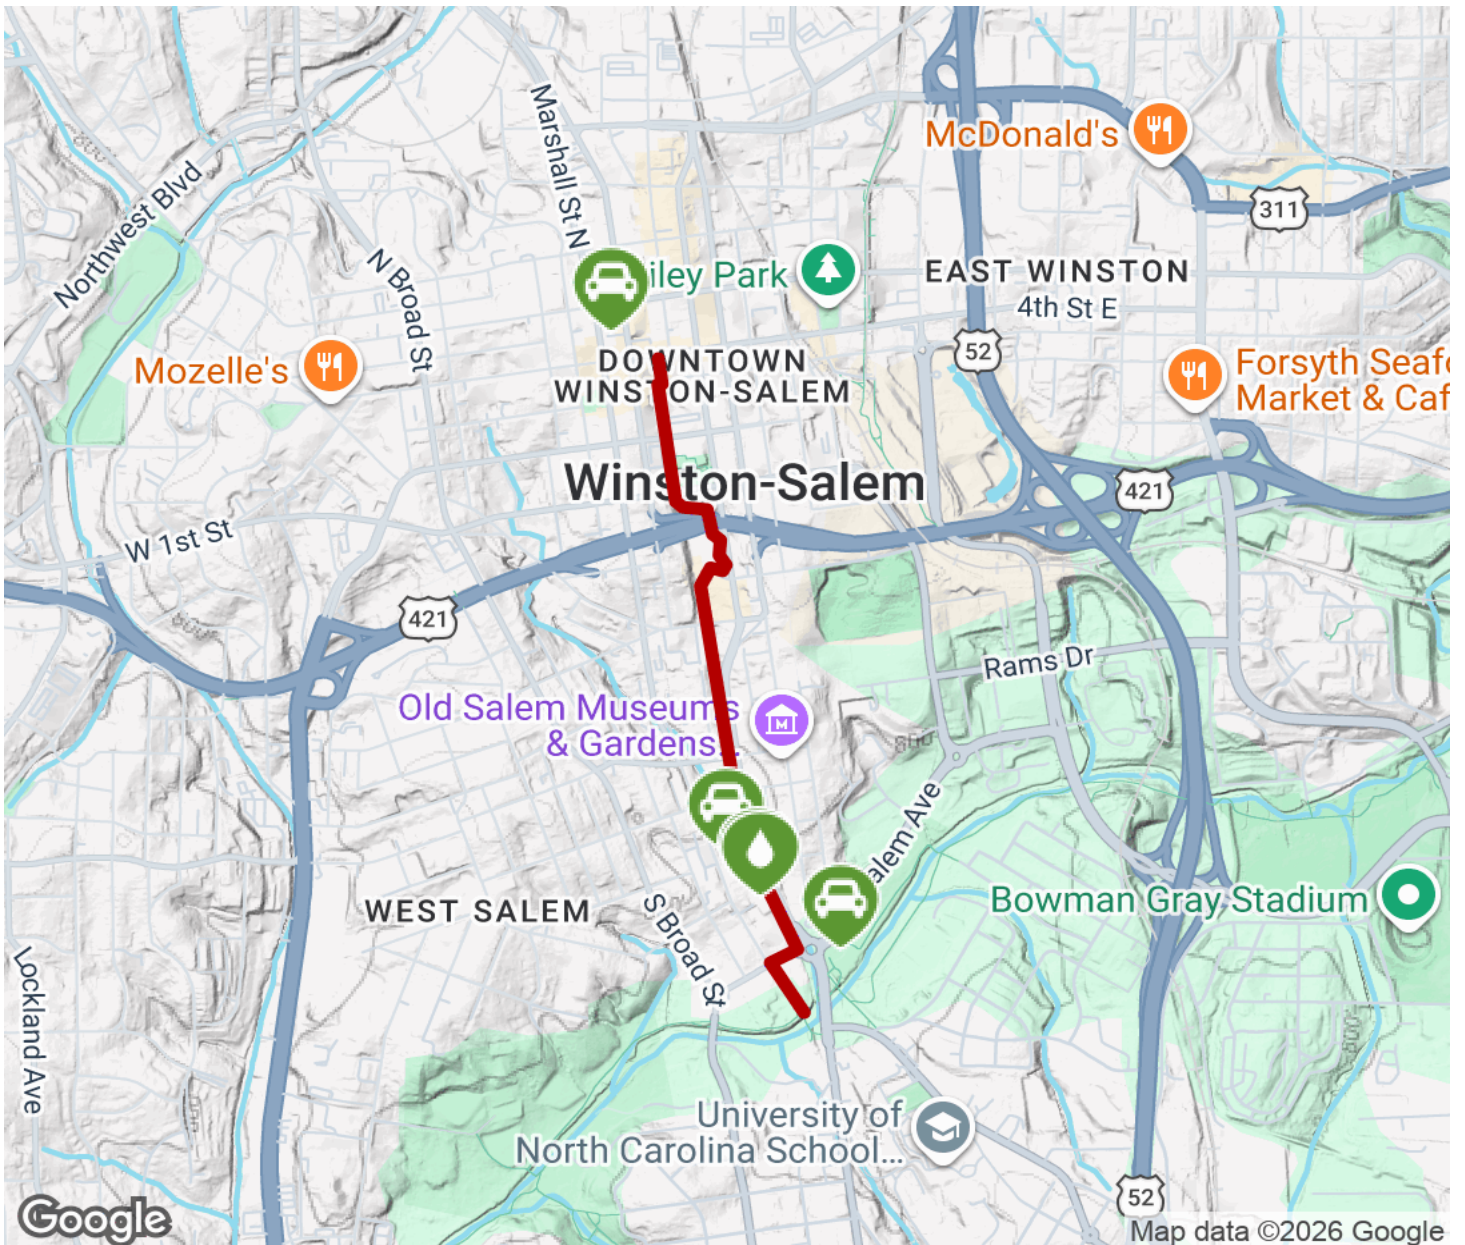 Marshall St N
McDonald's
311
Northwest Blvd
N Broad St
iley Park
EAST WINSTON
4th St E
52
Mozelle's
DOWNTOWN
WINSTON-SALEM
Forsyth Seafo
Market & Caf
Winston-Salem
421
W 1st St
421
Rams Dr
Old Salem Museums
& Gardens...
alem Ave
Bowman Gray Stadium
WEST SALEM
S Broad St
Lockland Ave
University of
North Carolina School...
52
Google
Map data ©2026 Google